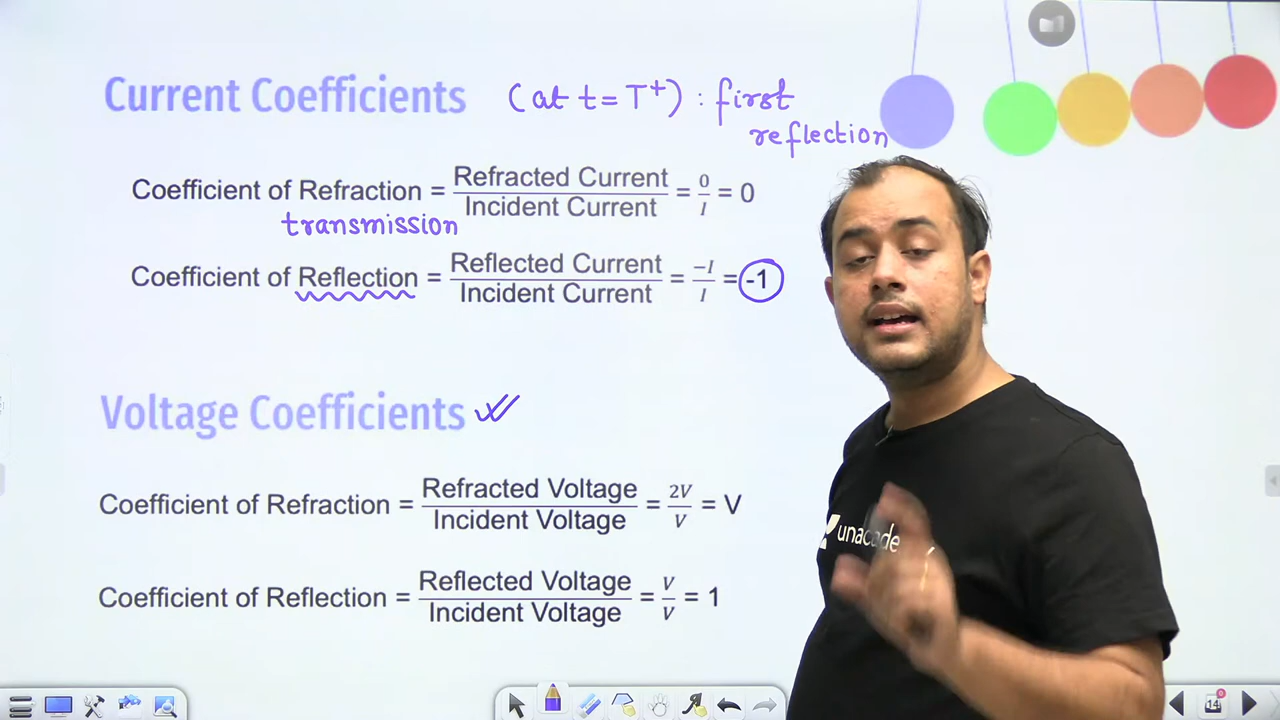 Current Coefficients (at t=T⁺) : first
reflection
Coefficient of Refraction = Refracted Current / Incident Current = 0/I = 0
transmission
Coefficient of Reflection = Reflected Current / Incident Current = -I/I = -1
Voltage Coefficients
Coefficient of Refraction = Refracted Voltage / Incident Voltage = 2V/V = V
Coefficient of Reflection = Reflected Voltage / Incident Voltage = V/V = 1
14